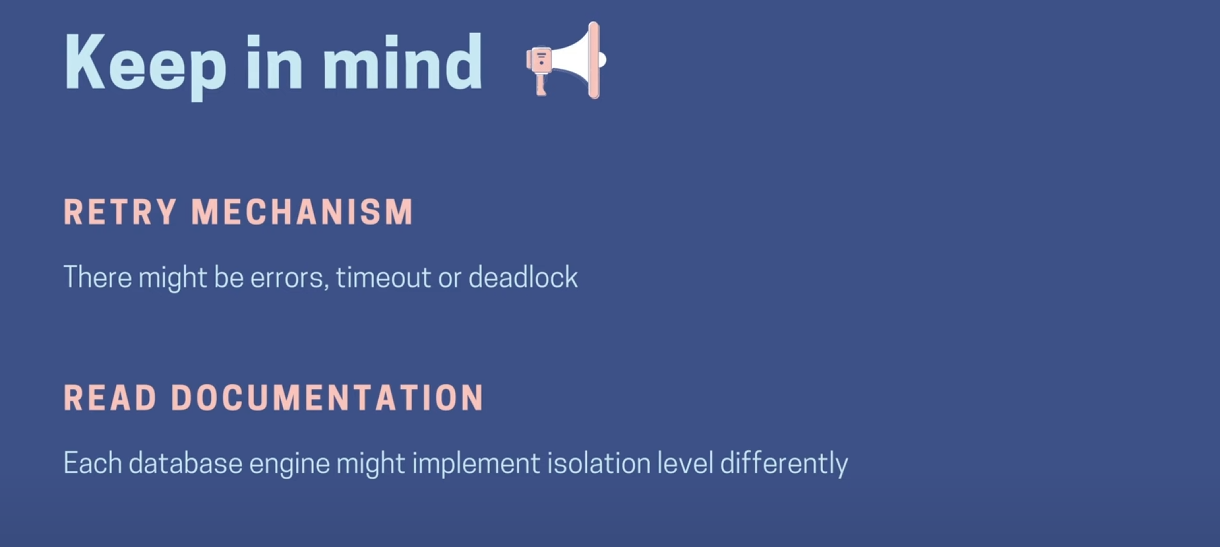 Keep in mind
RETRY MECHANISM
There might be errors, timeout or deadlock
READ DOCUMENTATION
Each database engine might implement isolation level differently